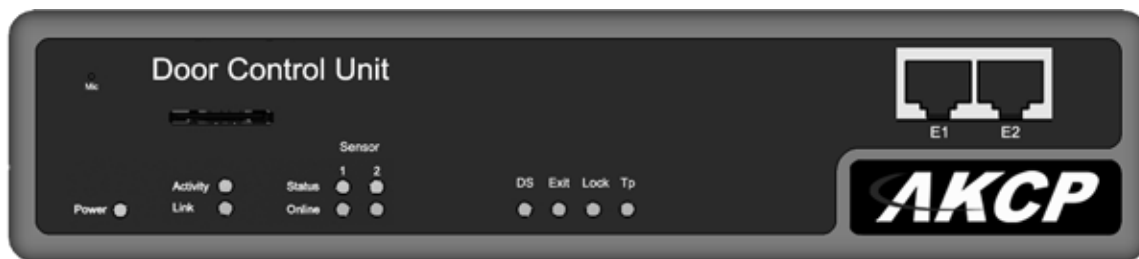 Mic
Door Control Unit
E1 E2
Sensor
1 2
Activity Status DS Exit Lock Tp
Power Link Online
AKCP